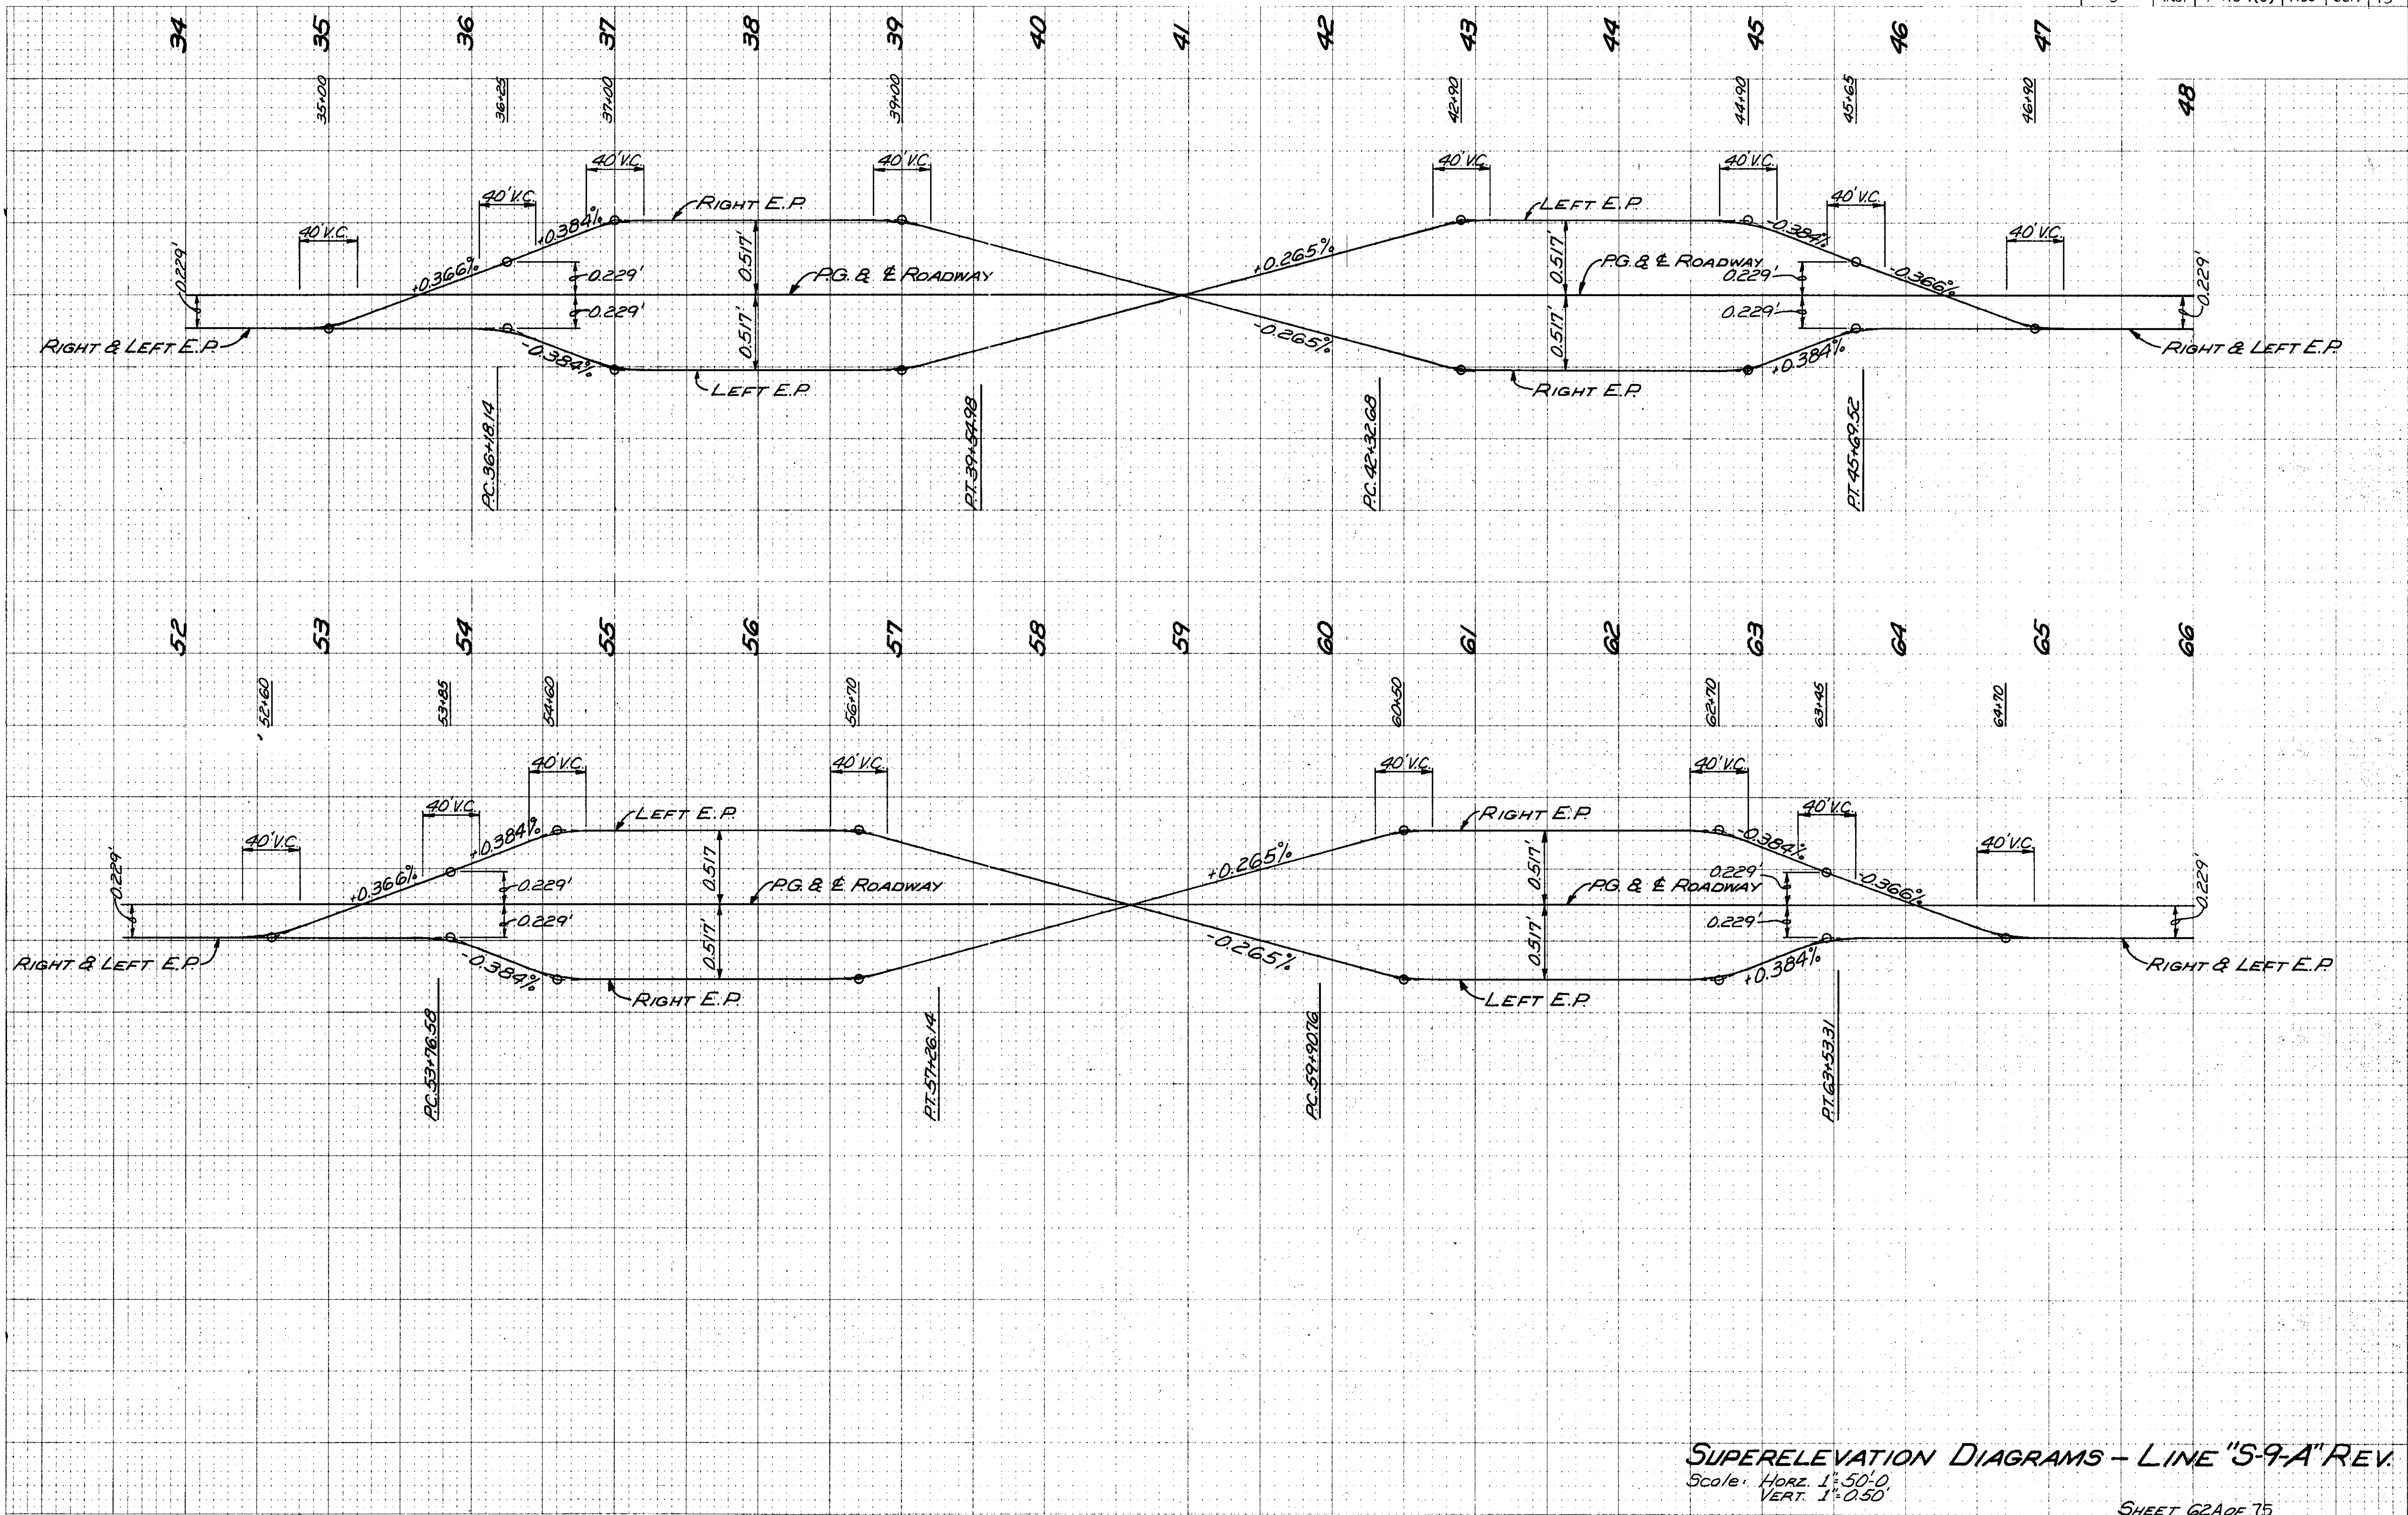 34 35 36 37 38 39 40 41 42 43 44 45 46 47 48
35+00 36+25 37+00 39+00 42+90 44+90 45+65 46+90
40' V.C. 40' V.C. 40' V.C. 40' V.C. 40' V.C. 40' V.C. 40' V.C. 40' V.C.
RIGHT E.P. LEFT E.P.
0.229' +0.366% +0.384% 0.229' 0.517' P.G. & ℄ ROADWAY +0.265% 0.517' P.G. & ℄ ROADWAY 0.229' -0.384% -0.366% 0.229'
RIGHT & LEFT E.P. -0.384% 0.229' 0.517' -0.265% 0.517' 0.229' +0.384% RIGHT & LEFT E.P.
LEFT E.P. RIGHT E.P.
P.C. 36+18.14 P.T. 39+54.98 P.C. 42+32.68 P.T. 45+69.52
52 53 54 55 56 57 58 59 60 61 62 63 64 65 66
52+60 53+85 54+60 56+70 60+50 62+70 63+45 64+70
40' V.C. 40' V.C. 40' V.C. 40' V.C. 40' V.C. 40' V.C. 40' V.C. 40' V.C.
LEFT E.P. RIGHT E.P.
0.229' +0.366% +0.384% 0.229' 0.517' P.G. & ℄ ROADWAY +0.265% 0.517' P.G. & ℄ ROADWAY 0.229' -0.384% -0.366% 0.229'
RIGHT & LEFT E.P. -0.384% 0.229' 0.517' -0.265% 0.517' 0.229' +0.384% RIGHT & LEFT E.P.
RIGHT E.P. LEFT E.P.
P.C. 53+76.58 P.T. 57+26.14 P.C. 59+90.76 P.T. 63+53.31
SUPERELEVATION DIAGRAMS - LINE "S-9-A" REV.
Scale: HORZ. 1"=50'-0
VERT. 1"=0.50'
SHEET 62A OF 75